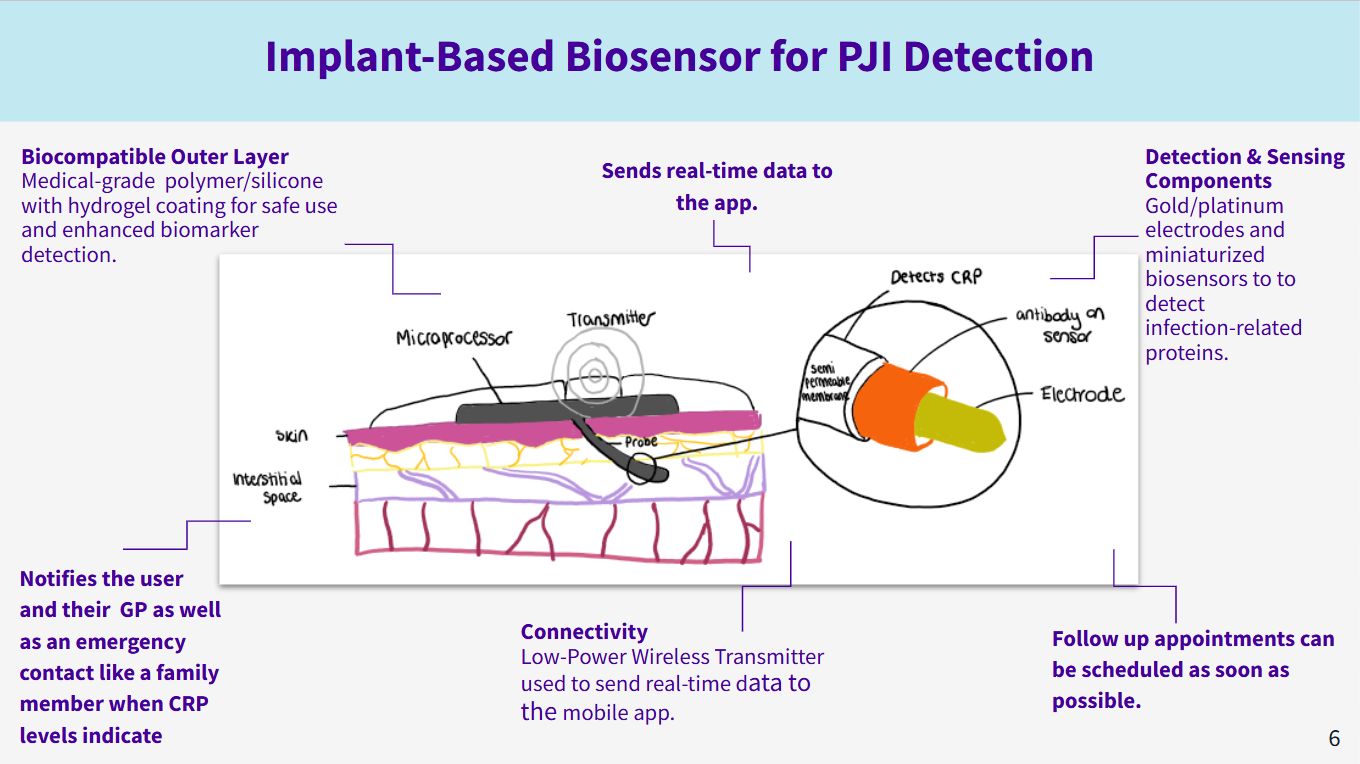 Implant-Based Biosensor for PJI Detection
Biocompatible Outer Layer
Medical-grade polymer/silicone
with hydrogel coating for safe use
and enhanced biomarker
detection.
Sends real-time data to
the app.
Detection & Sensing
Components
Gold/platinum
electrodes and
miniaturized
biosensors to to
detect
infection-related
proteins.
Microprocessor
Transmitter
Skin
Interstitial
Space
Probe
Detects CRP
antibody on
sensor
Semi
Permeable
membrane
Electrode
Notifies the user
and their GP as well
as an emergency
contact like a family
member when CRP
levels indicate
Connectivity
Low-Power Wireless Transmitter
used to send real-time data to
the mobile app.
Follow up appointments can
be scheduled as soon as
possible.
6